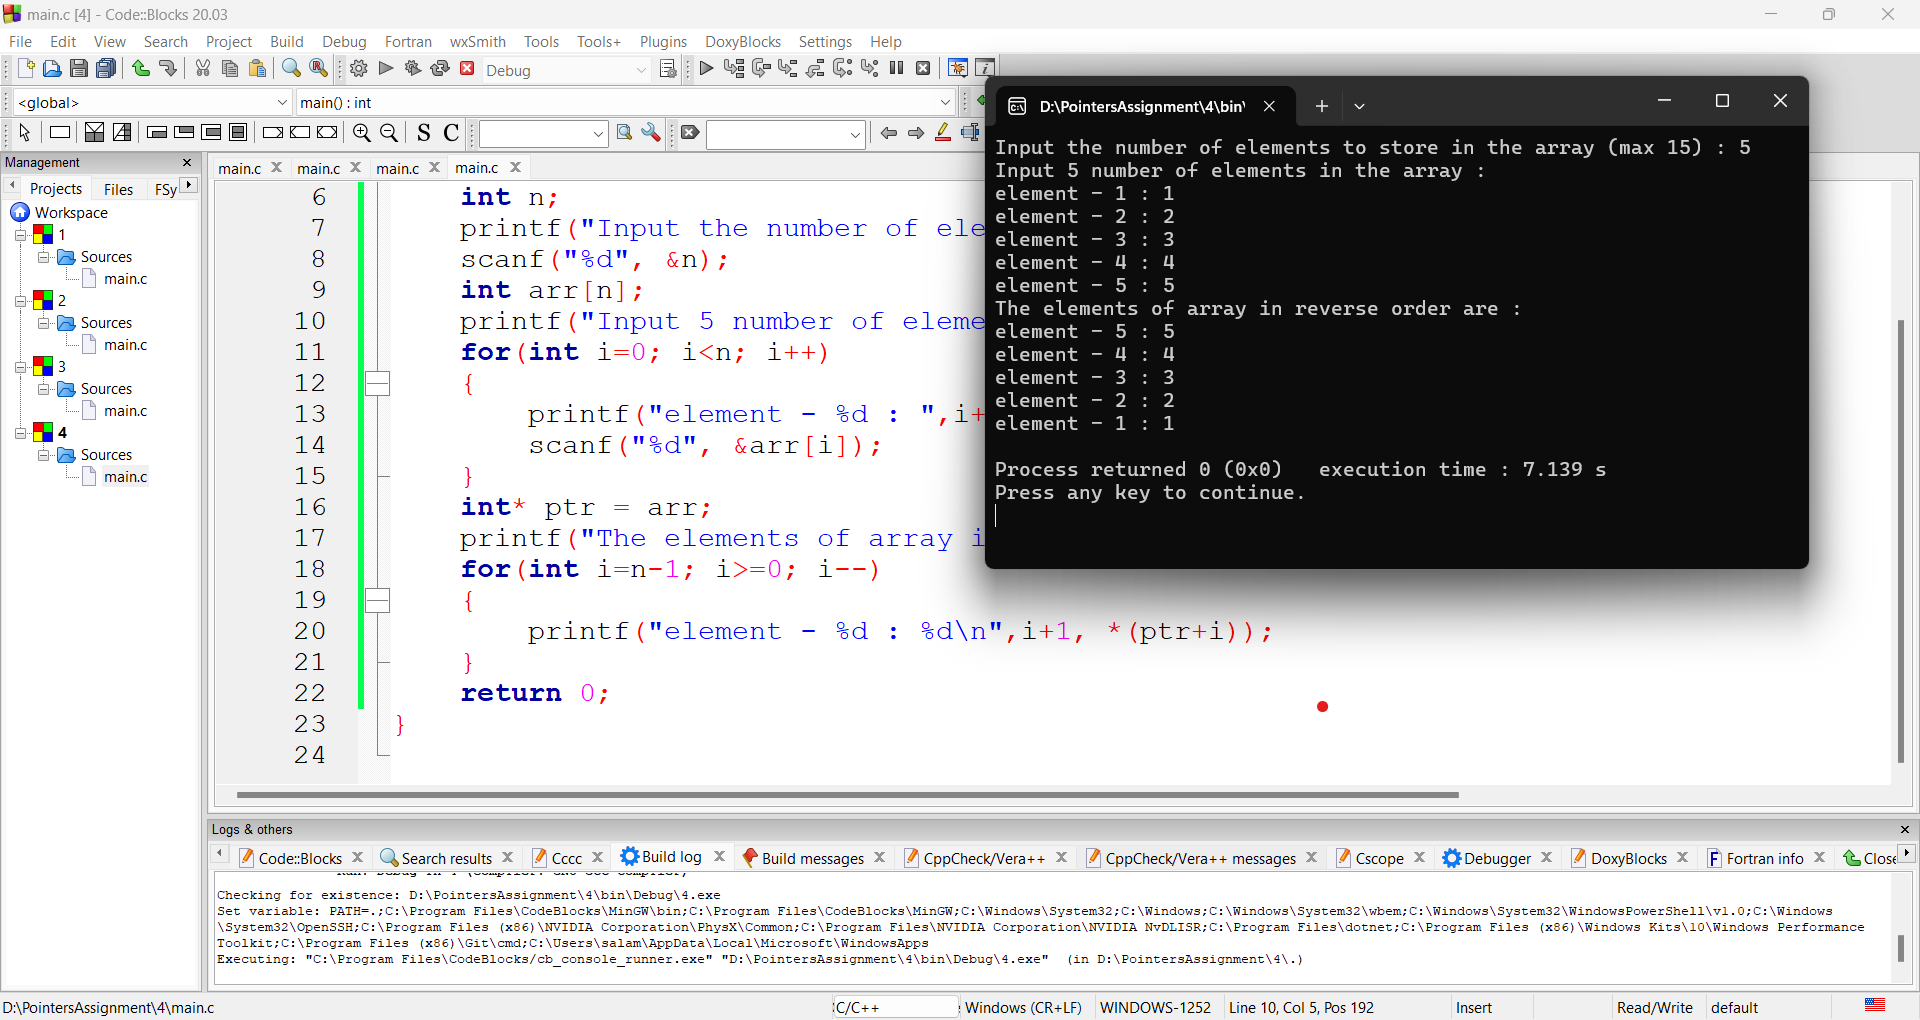 main.c [4] - Code::Blocks 20.03
File Edit View Search Project Build Debug Fortran wxSmith Tools Tools+ Plugins DoxyBlocks Settings Help
Debug
<global> main() : int
S C
Management
Projects Files FSy
Workspace
1
Sources
main.c
2
Sources
main.c
3
Sources
main.c
4
Sources
main.c
main.c main.c main.c main.c
6 int n;
7 printf("Input the number of ele
8 scanf("%d", &n);
9 int arr[n];
10 printf("Input 5 number of eleme
11 for(int i=0; i<n; i++)
12 {
13 printf("element - %d : ",i+
14 scanf("%d", &arr[i]);
15 }
16 int* ptr = arr;
17 printf("The elements of array i
18 for(int i=n-1; i>=0; i--)
19 {
20 printf("element - %d : %d\n",i+1, *(ptr+i));
21 }
22 return 0;
23 }
24
D:\PointersAssignment\4\bin\
Input the number of elements to store in the array (max 15) : 5
Input 5 number of elements in the array :
element - 1 : 1
element - 2 : 2
element - 3 : 3
element - 4 : 4
element - 5 : 5
The elements of array in reverse order are :
element - 5 : 5
element - 4 : 4
element - 3 : 3
element - 2 : 2
element - 1 : 1
Process returned 0 (0x0) execution time : 7.139 s
Press any key to continue.
Logs & others
Code::Blocks Search results Cccc Build log Build messages CppCheck/Vera++ CppCheck/Vera++ messages Cscope Debugger DoxyBlocks Fortran info Close
Checking for existence: D:\PointersAssignment\4\bin\Debug\4.exe
Set variable: PATH=.;C:\Program Files\CodeBlocks\MinGW\bin;C:\Program Files\CodeBlocks\MinGW;C:\Windows\System32;C:\Windows;C:\Windows\System32\wbem;C:\Windows\System32\WindowsPowerShell\v1.0;C:\Windows
\System32\OpenSSH;C:\Program Files (x86)\NVIDIA Corporation\PhysX\Common;C:\Program Files\NVIDIA Corporation\NVIDIA NvDLISR;C:\Program Files\dotnet;C:\Program Files (x86)\Windows Kits\10\Windows Performance
Toolkit;C:\Program Files (x86)\Git\cmd;C:\Users\salam\AppData\Local\Microsoft\WindowsApps
Executing: "C:\Program Files\CodeBlocks/cb_console_runner.exe" "D:\PointersAssignment\4\bin\Debug\4.exe" (in D:\PointersAssignment\4\.)
D:\PointersAssignment\4\main.c C/C++ Windows (CR+LF) WINDOWS-1252 Line 10, Col 5, Pos 192 Insert Read/Write default